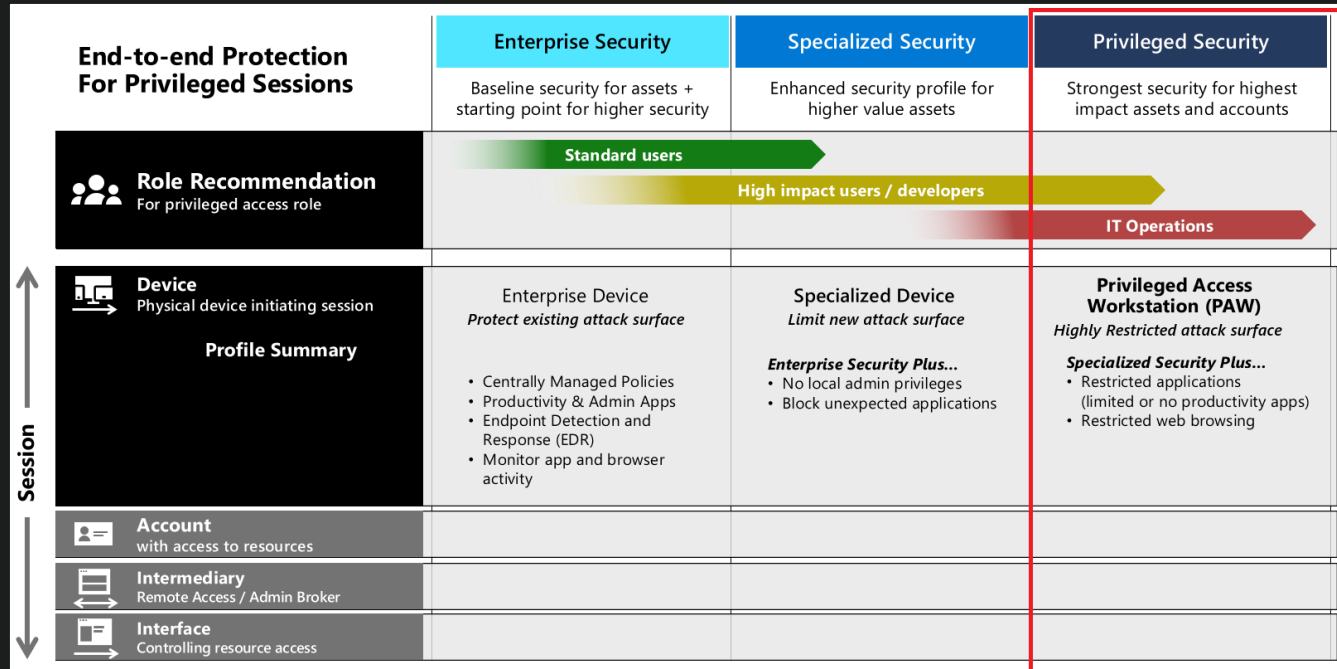 End-to-end Protection
For Privileged Sessions
Enterprise Security
Specialized Security
Privileged Security
Baseline security for assets +
starting point for higher security
Enhanced security profile for
higher value assets
Strongest security for highest
impact assets and accounts
Role Recommendation
For privileged access role
Standard users
High impact users / developers
IT Operations
Session
Device
Physical device initiating session
Profile Summary
Enterprise Device
Protect existing attack surface
• Centrally Managed Policies
• Productivity & Admin Apps
• Endpoint Detection and
Response (EDR)
• Monitor app and browser
activity
Specialized Device
Limit new attack surface
Enterprise Security Plus...
• No local admin privileges
• Block unexpected applications
Privileged Access
Workstation (PAW)
Highly Restricted attack surface
Specialized Security Plus...
• Restricted applications
(limited or no productivity apps)
• Restricted web browsing
Account
with access to resources
Intermediary
Remote Access / Admin Broker
Interface
Controlling resource access